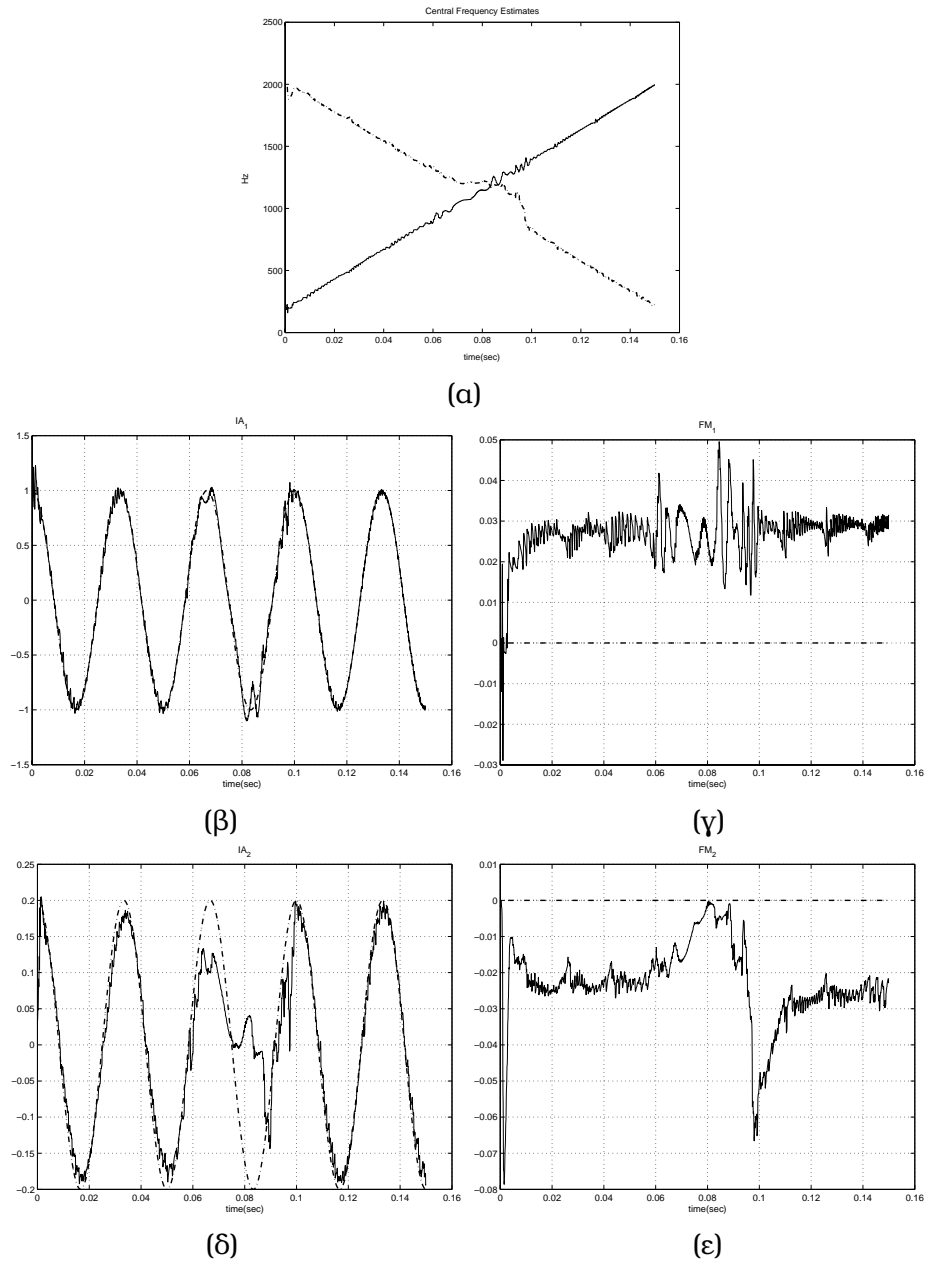 Central Frequency Estimates
2500
2000
1500
1000
500
0
Hz
0 0.02 0.04 0.06 0.08 0.1 0.12 0.14 0.16
time(sec)
(α)
IA1
1.5
1
0.5
0
−0.5
−1
−1.5
0 0.02 0.04 0.06 0.08 0.1 0.12 0.14 0.16
time(sec)
(β)
FM1
0.05
0.04
0.03
0.02
0.01
0
−0.01
−0.02
−0.03
0 0.02 0.04 0.06 0.08 0.1 0.12 0.14 0.16
time(sec)
(γ)
IA2
0.25
0.2
0.15
0.1
0.05
0
−0.05
−0.1
−0.15
−0.2
0 0.02 0.04 0.06 0.08 0.1 0.12 0.14 0.16
time(sec)
(δ)
FM2
0.01
0
−0.01
−0.02
−0.03
−0.04
−0.05
−0.06
−0.07
−0.08
0 0.02 0.04 0.06 0.08 0.1 0.12 0.14 0.16
time(sec)
(ε)